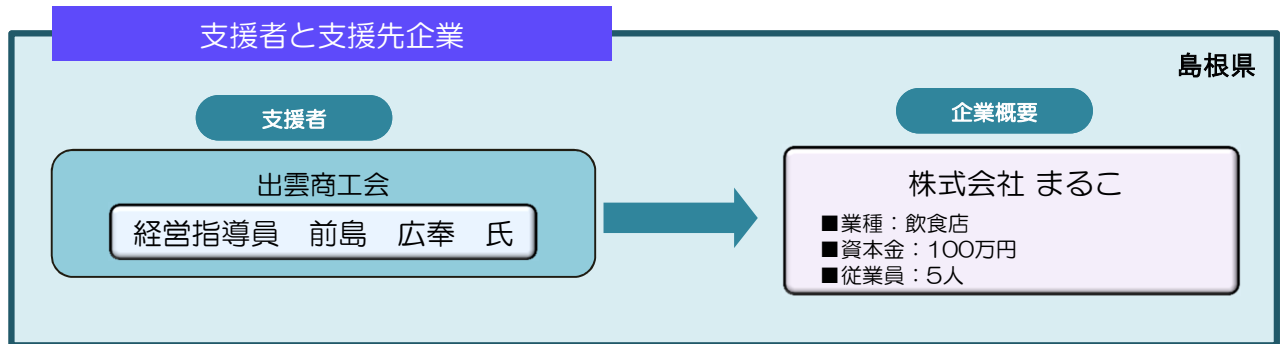 支援者と支援先企業
島根県
支援者
出雲商工会
経営指導員　前島　広奉　氏
企業概要
株式会社 まるこ
■業種：飲食店
■資本金：100万円
■従業員：5人